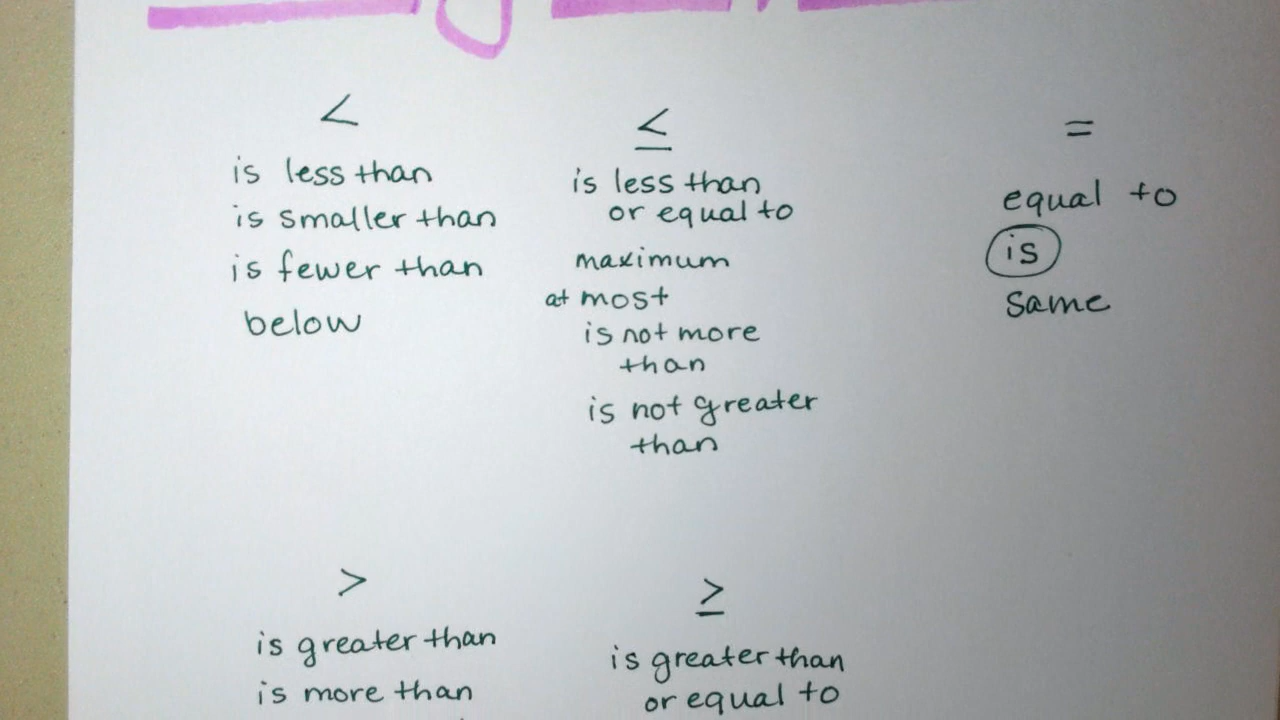 <
is less than
is smaller than
is fewer than
below
≤
is less than
or equal to
maximum
at most
is not more
than
is not greater
than
=
equal to
is
same
>
is greater than
is more than
≥
is greater than
or equal to